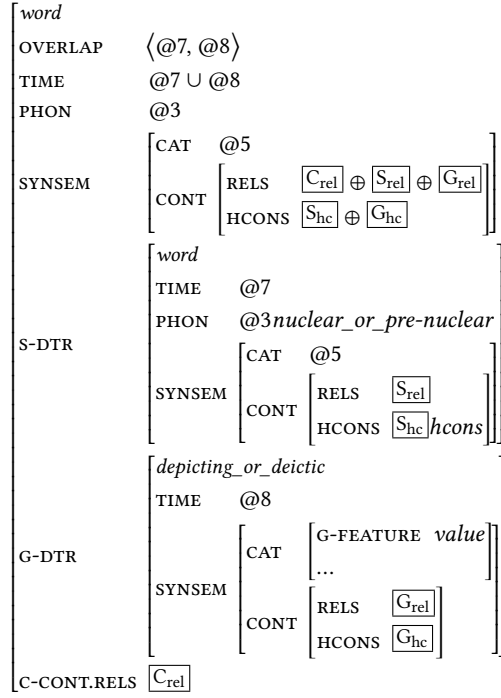 word
OVERLAP ⟨@7, @8⟩
TIME @7 ∪ @8
PHON @3
SYNSEM
CAT @5
CONT
RELS C_rel ⊕ S_rel ⊕ G_rel
HCONS S_hc ⊕ G_hc
S-DTR
word
TIME @7
PHON @3nuclear_or_pre-nuclear
SYNSEM
CAT @5
CONT
RELS S_rel
HCONS S_hc hcons
G-DTR
depicting_or_deictic
TIME @8
SYNSEM
CAT
G-FEATURE value
...
CONT
RELS G_rel
HCONS G_hc
C-CONT.RELS C_rel